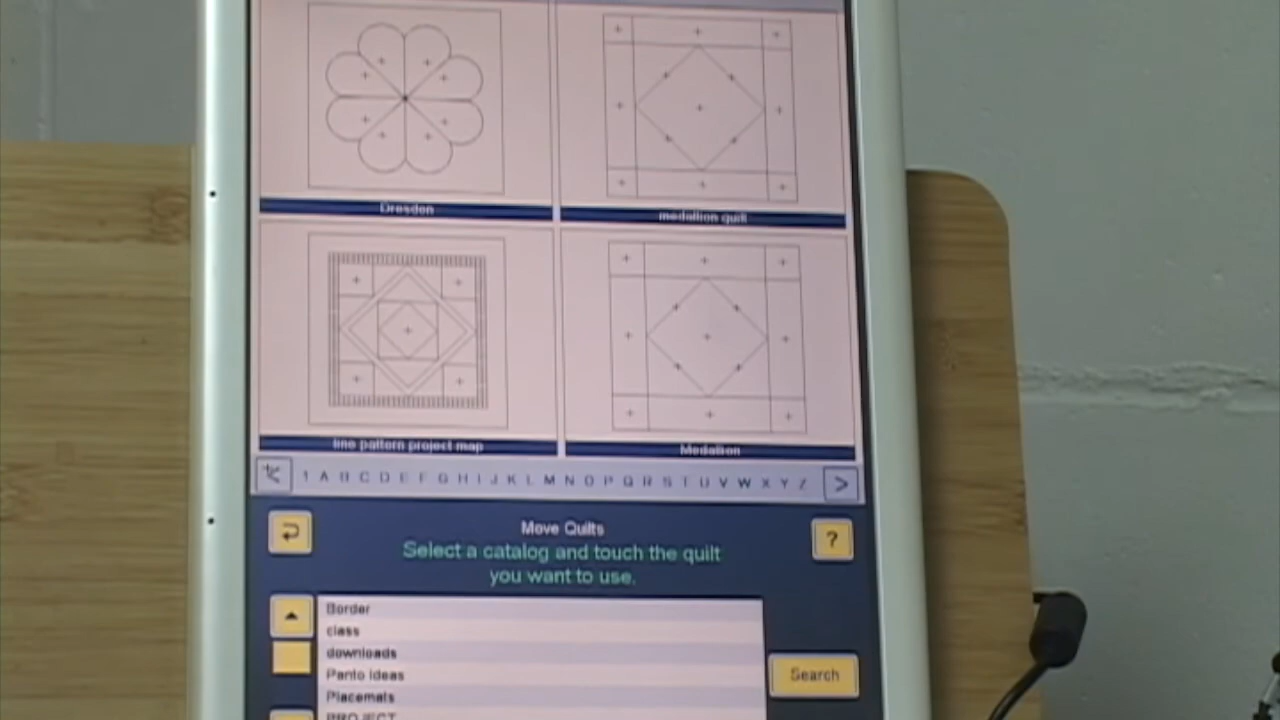 Dresden
medallion quilt
line pattern project map
Medallion
1 A B C D E F G H I J K L M N O P Q R S T U V W X Y Z >
Move Quilts
?
Select a catalog and touch the quilt
you want to use.
Border
class
downloads
Panto Ideas
Search
Placemats
PROJECT